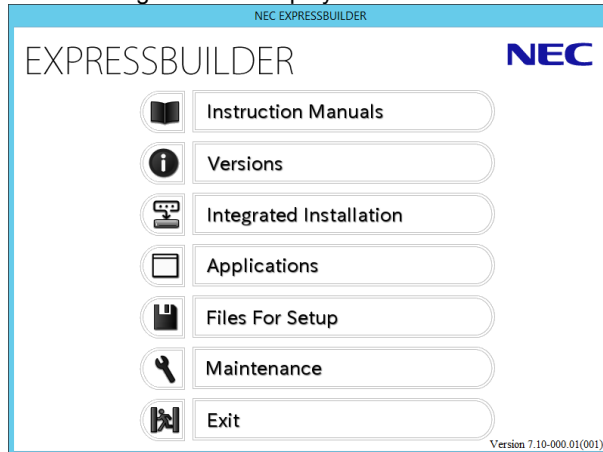 NEC EXPRESSBUILDER
EXPRESSBUILDER
NEC
Instruction Manuals
Versions
Integrated Installation
Applications
Files For Setup
Maintenance
Exit
Version 7.10-000.01(001)